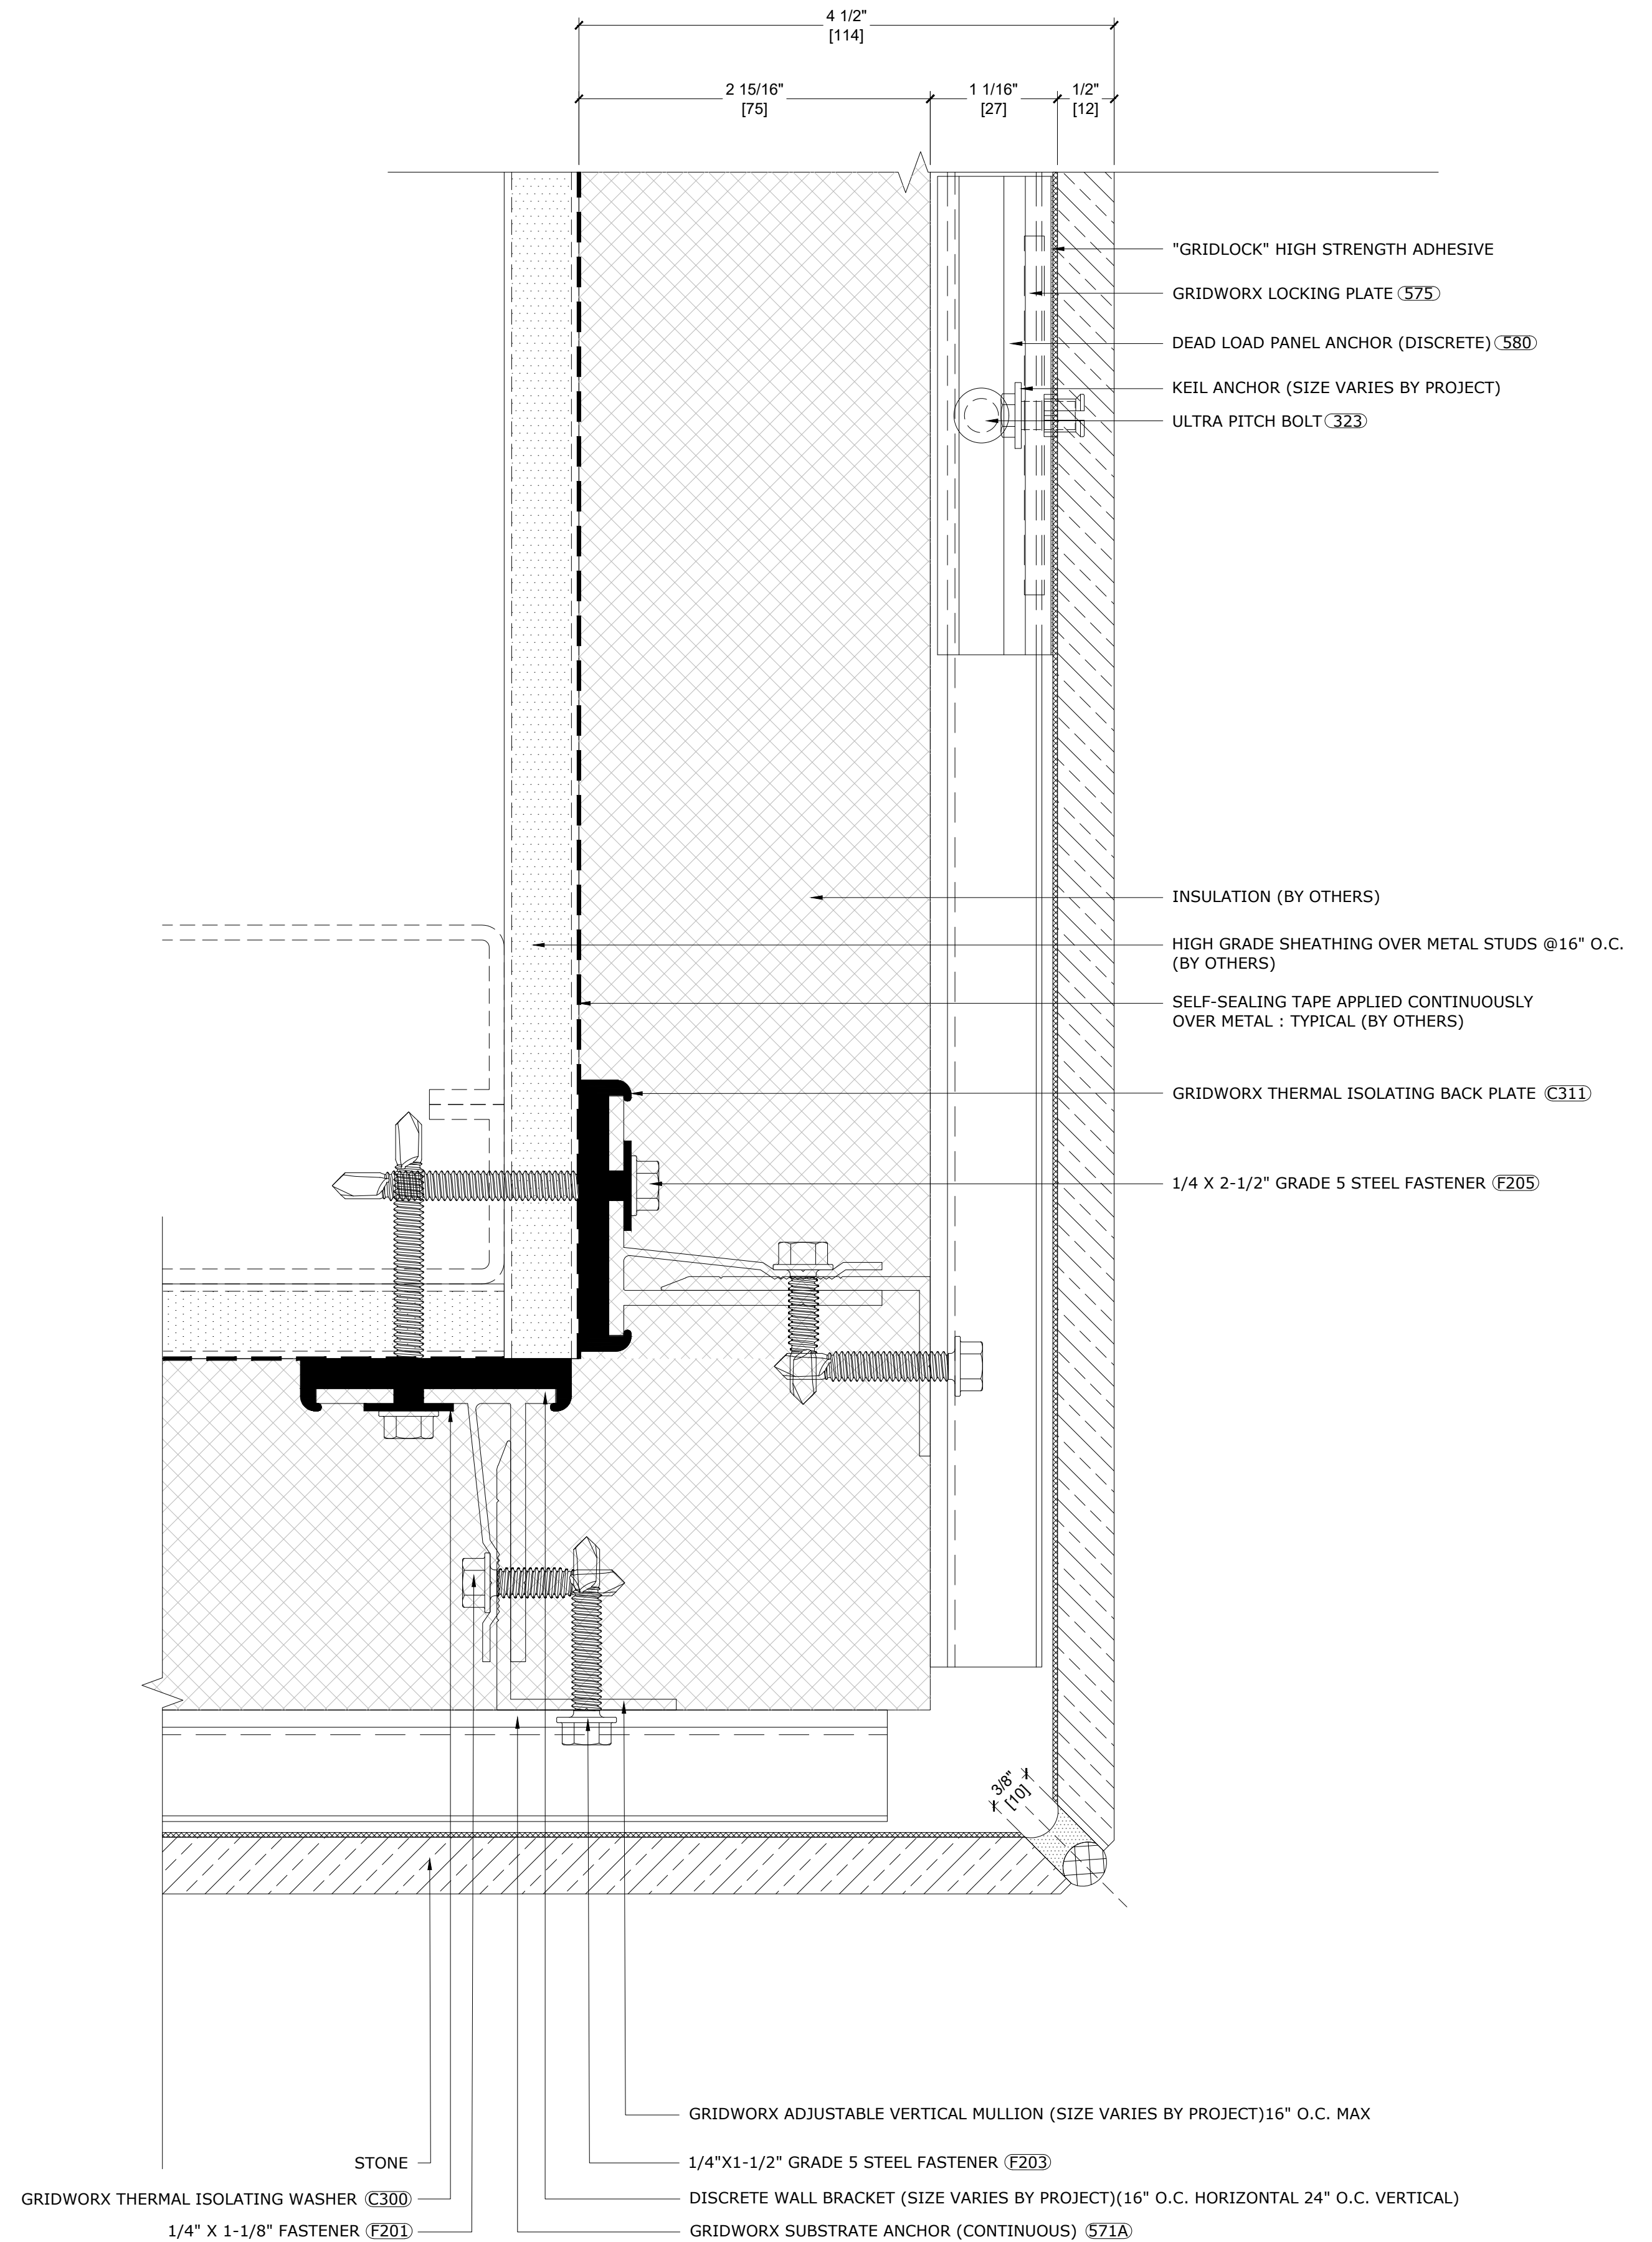 4 1/2"
[114]
2 15/16"
[75]
1 1/16"
[27]
1/2"
[12]
"GRIDLOCK" HIGH STRENGTH ADHESIVE
GRIDWORX LOCKING PLATE 575
DEAD LOAD PANEL ANCHOR (DISCRETE) 580
KEIL ANCHOR (SIZE VARIES BY PROJECT)
ULTRA PITCH BOLT 323
INSULATION (BY OTHERS)
HIGH GRADE SHEATHING OVER METAL STUDS @16" O.C.
(BY OTHERS)
SELF-SEALING TAPE APPLIED CONTINUOUSLY
OVER METAL : TYPICAL (BY OTHERS)
GRIDWORX THERMAL ISOLATING BACK PLATE C311
1/4 X 2-1/2" GRADE 5 STEEL FASTENER F205
3/8"
[10]
GRIDWORX ADJUSTABLE VERTICAL MULLION (SIZE VARIES BY PROJECT)16" O.C. MAX
STONE
1/4"X1-1/2" GRADE 5 STEEL FASTENER F203
GRIDWORX THERMAL ISOLATING WASHER C300
DISCRETE WALL BRACKET (SIZE VARIES BY PROJECT)(16" O.C. HORIZONTAL 24" O.C. VERTICAL)
1/4" X 1-1/8" FASTENER F201
GRIDWORX SUBSTRATE ANCHOR (CONTINUOUS) 571A